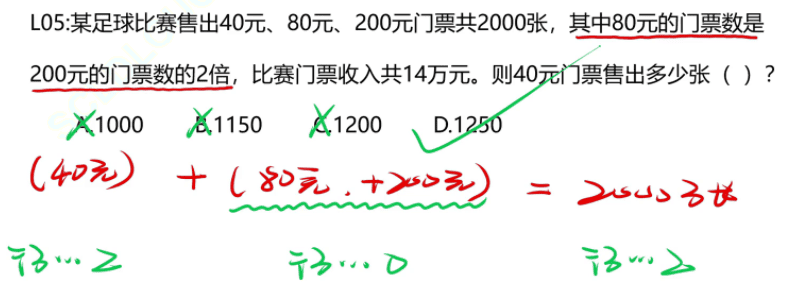 L05:某足球比赛售出40元、80元、200元门票共2000张，其中80元的门票数是
200元的门票数的2倍，比赛门票收入共14万元。则40元门票售出多少张（ ）？
A.1000 B.1150 C.1200 D.1250
(40元) + (80元.+200元) = 2000张
÷3…2 ÷3…0 ÷3…2